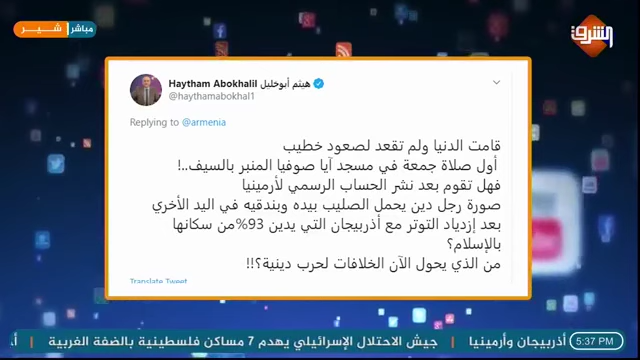 مباشر شير
الشرق
Haytham Abokhalil هيثم أبوخليل
@haythamabokhal1
Replying to @armenia
قامت الدنيا ولم تقعد لصعود خطيب
أول صلاة جمعة في مسجد آيا صوفيا المنبر بالسيف..!
فهل تقوم بعد نشر الحساب الرسمي لأرمينيا
صورة رجل دين يحمل الصليب بيده وبندقيه في اليد الأخري
بعد إزدياد التوتر مع أذربيجان التي يدين 93%من سكانها
بالإسلام؟
من الذي يحول الآن الخلافات لحرب دينية؟!!
Translate Tweet
أذربيجان وأرمينيا | جيش الاحتلال الإسرائيلي يهدم 7 مساكن فلسطينية بالضفة الغربية |
5:37 PM